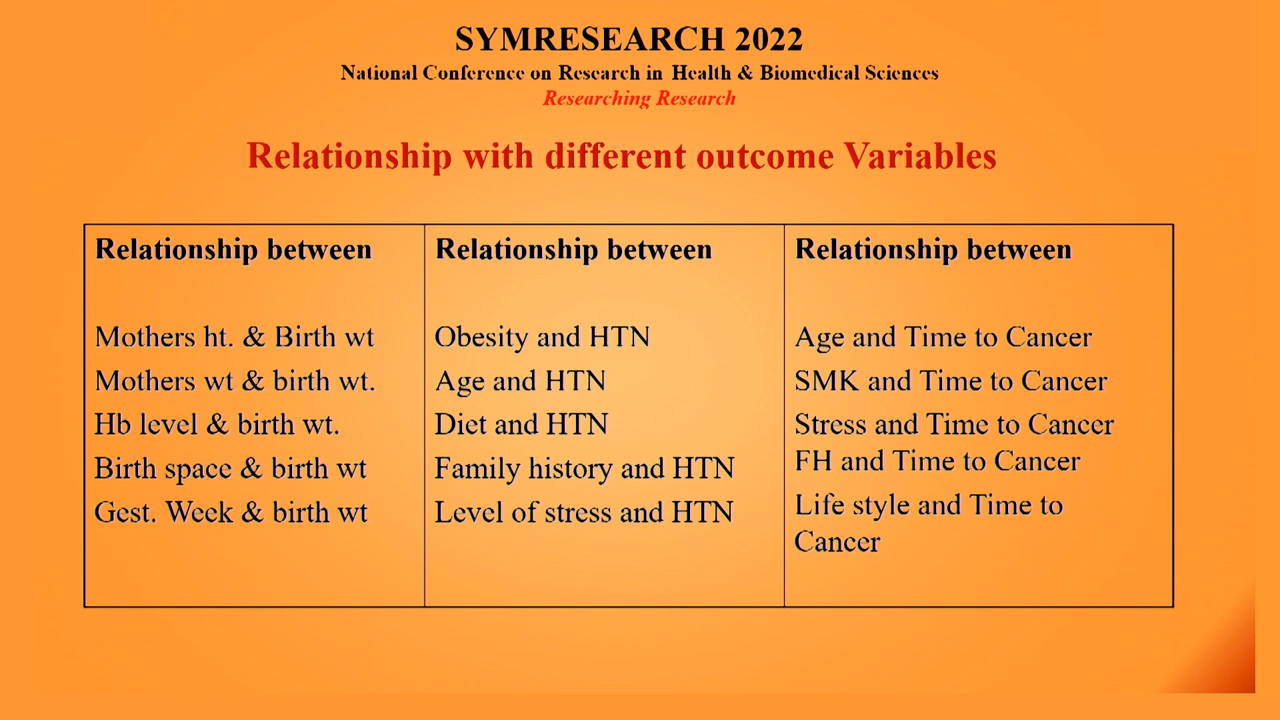 SYMRESEARCH 2022
National Conference on Research in Health & Biomedical Sciences
Researching Research
Relationship with different outcome Variables
Relationship between
Mothers ht. & Birth wt
Mothers wt & birth wt.
Hb level & birth wt.
Birth space & birth wt
Gest. Week & birth wt
Relationship between
Obesity and HTN
Age and HTN
Diet and HTN
Family history and HTN
Level of stress and HTN
Relationship between
Age and Time to Cancer
SMK and Time to Cancer
Stress and Time to Cancer
FH and Time to Cancer
Life style and Time to
Cancer